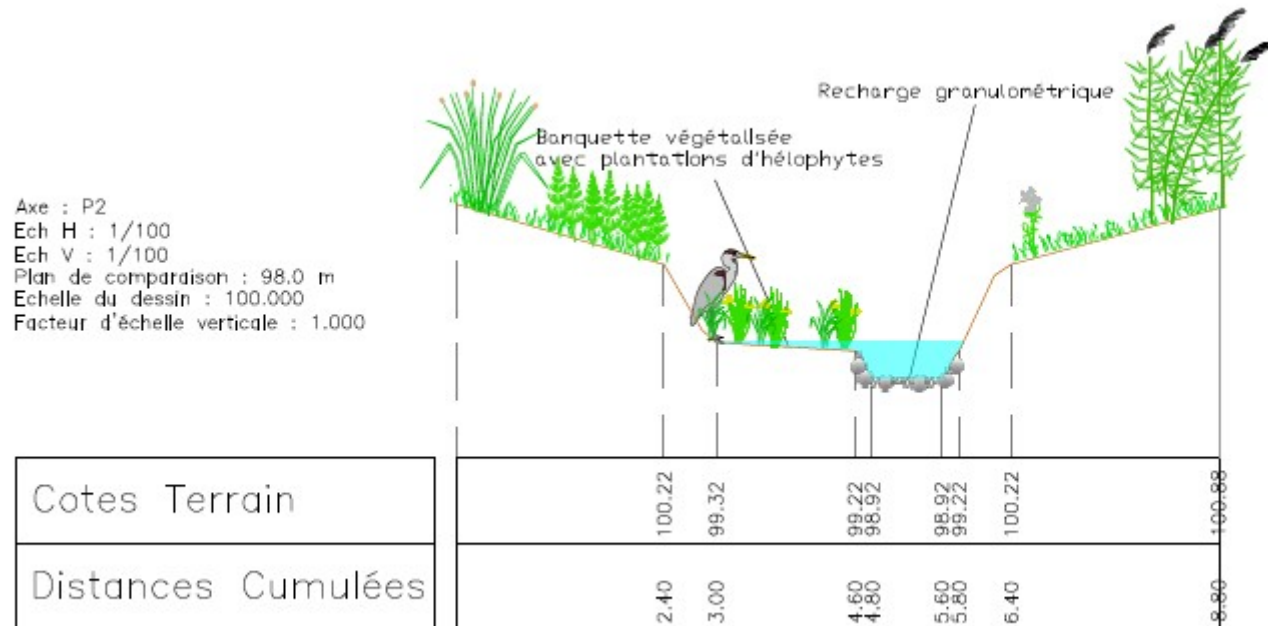 Recharge granulométrique
Banquette végétalisée
avec plantations d'hélophytes
Axe : P2
Ech H : 1/100
Ech V : 1/100
Plan de comparaison : 98.0 m
Echelle du dessin : 100.000
Facteur d'échelle verticale : 1.000
Cotes Terrain
100.22 99.32 99.22 98.92 98.92 99.22 100.22 100.88
Distances Cumulées
2.40 3.00 4.60 4.80 5.60 5.80 6.40 8.80